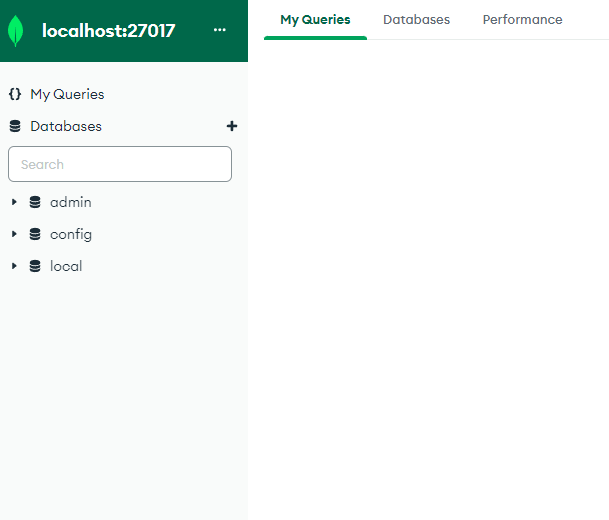 localhost:27017
My Queries
Databases
Search
admin
config
local
My Queries Databases Performance